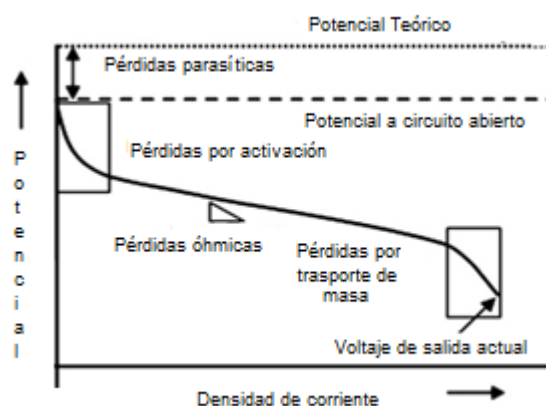 Potencial Teórico
Pérdidas parasíticas
Potencial a circuito abierto
Pérdidas por activación
Potencial
Pérdidas óhmicas
Pérdidas por
trasporte de
masa
Voltaje de salida actual
Densidad de corriente